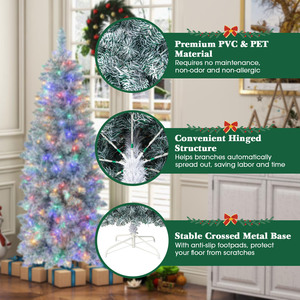 Premium PVC & PET
Material
Requires no maintenance,
non-odor and non-allergic
Convenient Hinged
Structure
Helps branches automatically
spread out, saving labor and time
Stable Crossed Metal Base
With anti-slip footpads, protect
your floor from scratches